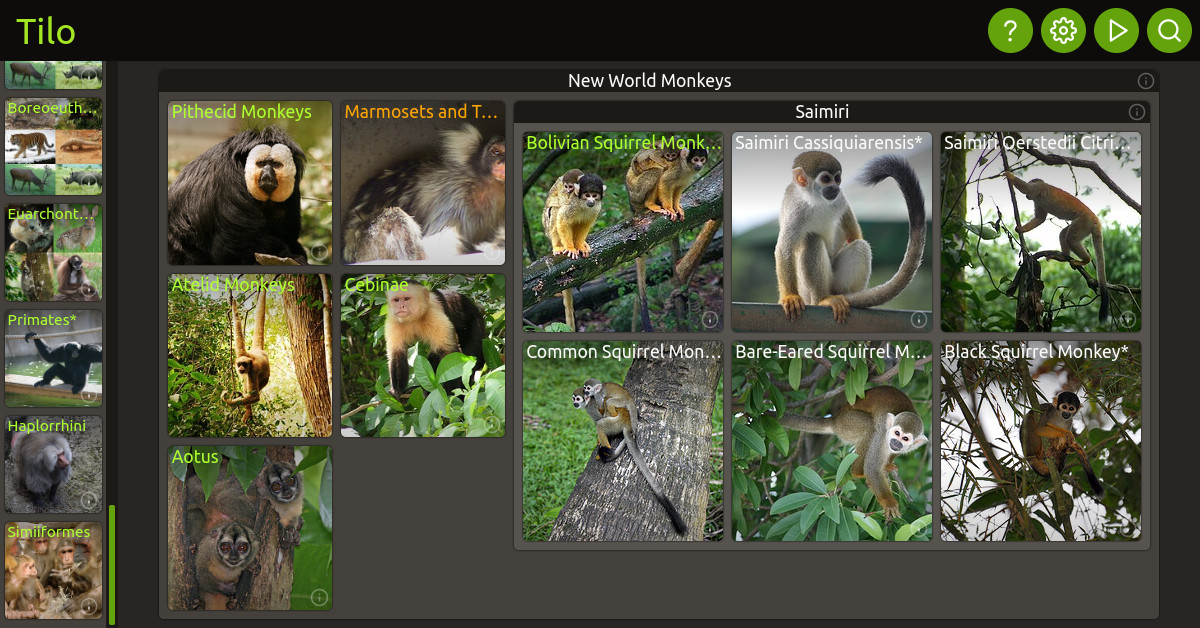 Tilo
?
Boreoeuth...
Euarchont...
Primates*
Haplorrhini
Simiiformes
New World Monkeys
Pithecid Monkeys
Marmosets and T...
Atelid Monkeys
Cebinae
Aotus
Saimiri
Bolivian Squirrel Monk...
Saimiri Cassiquiarensis*
Saimiri Oerstedii Citri...
Common Squirrel Mon...
Bare-Eared Squirrel M...
Black Squirrel Monkey*